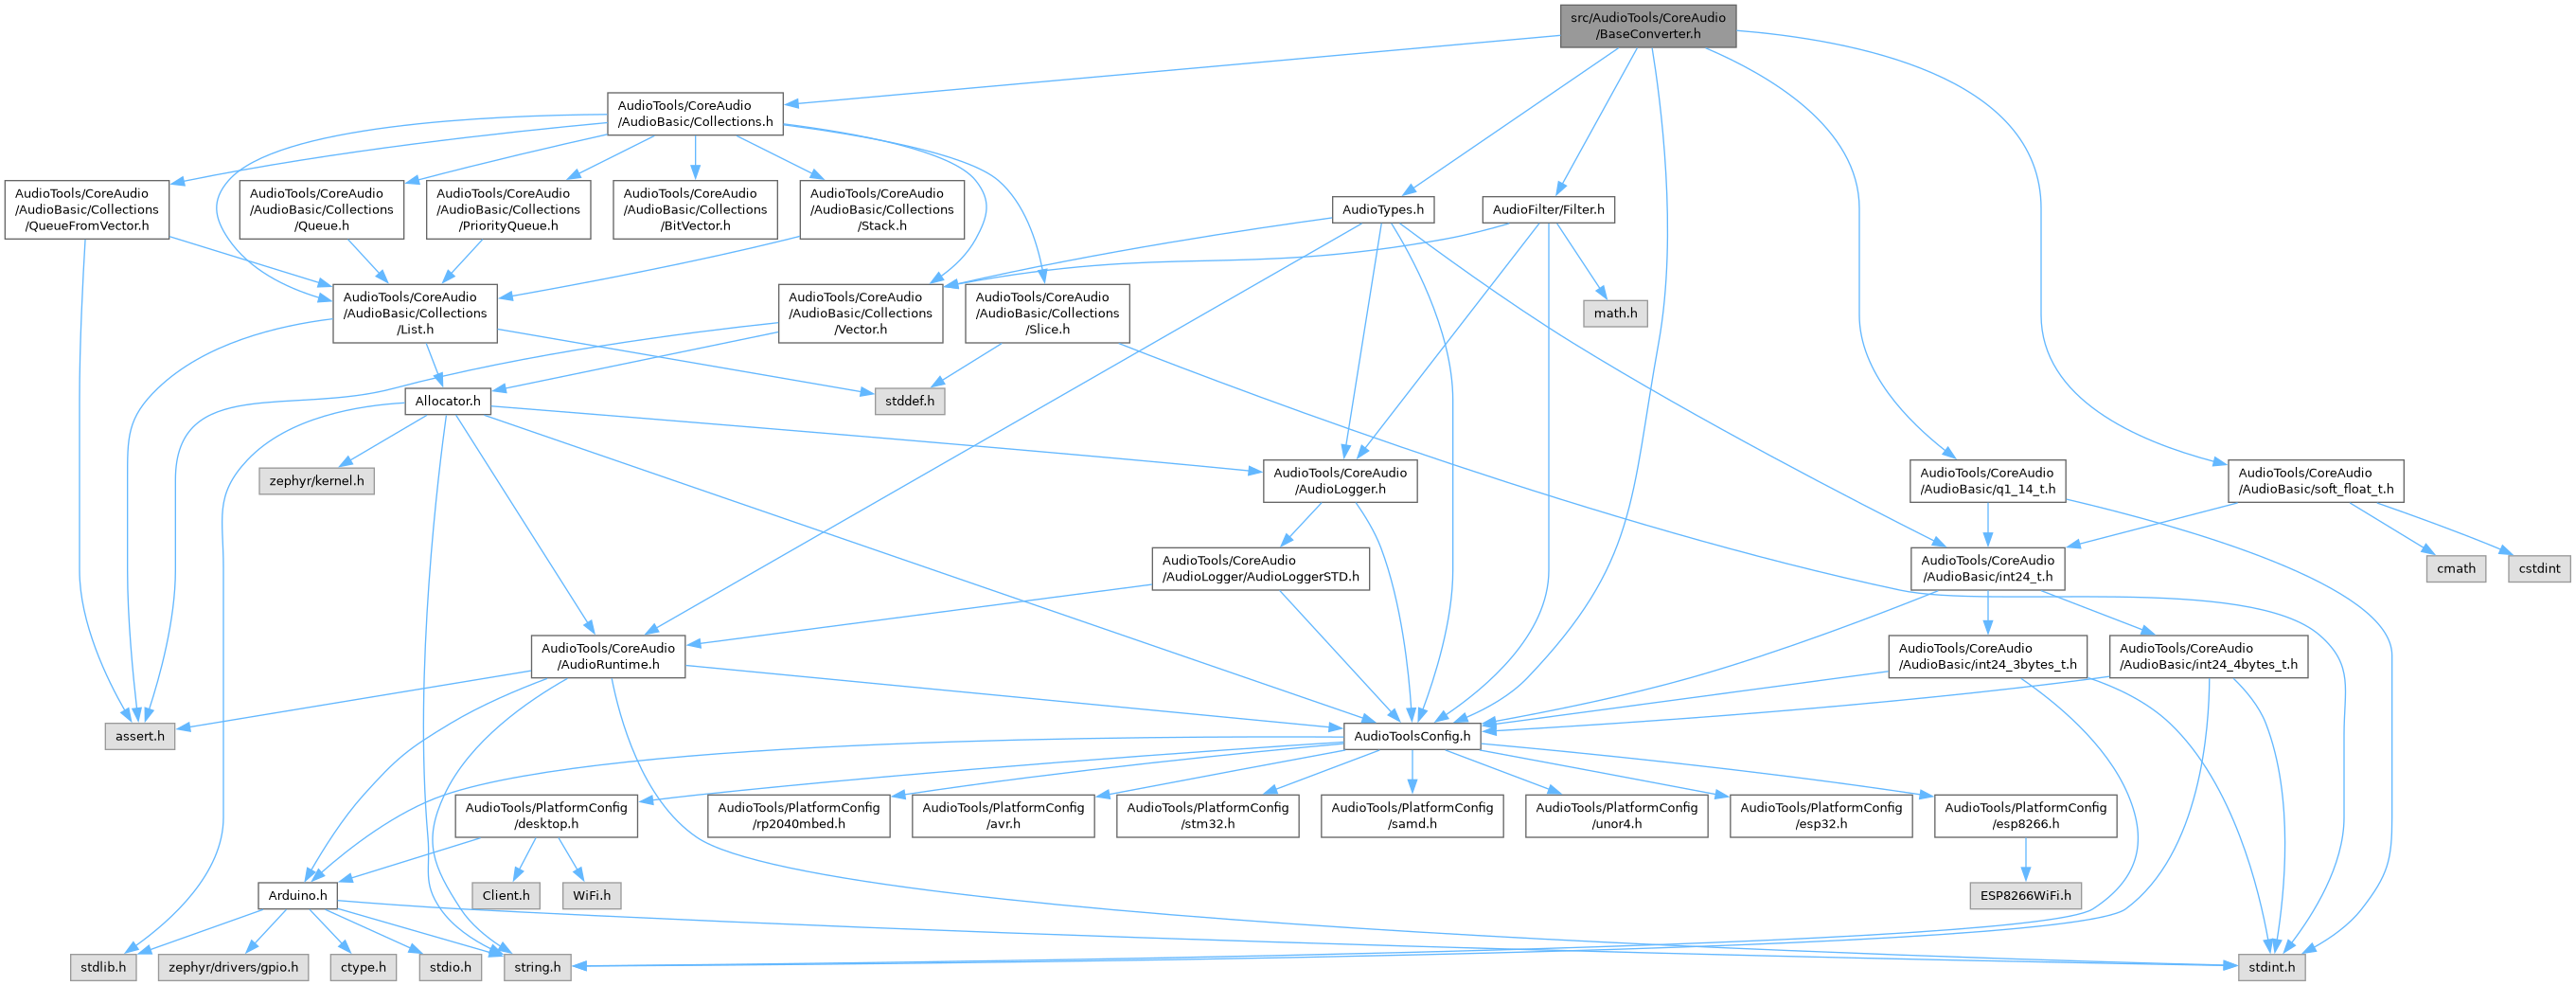 src/AudioTools/CoreAudio
/BaseConverter.h
AudioTools/CoreAudio
/AudioBasic/Collections.h
AudioTools/CoreAudio
/AudioBasic/Collections
/QueueFromVector.h
AudioTools/CoreAudio
/AudioBasic/Collections
/Queue.h
AudioTools/CoreAudio
/AudioBasic/Collections
/PriorityQueue.h
AudioTools/CoreAudio
/AudioBasic/Collections
/BitVector.h
AudioTools/CoreAudio
/AudioBasic/Collections
/Stack.h
AudioTypes.h
AudioFilter/Filter.h
AudioTools/CoreAudio
/AudioBasic/Collections
/List.h
AudioTools/CoreAudio
/AudioBasic/Collections
/Vector.h
AudioTools/CoreAudio
/AudioBasic/Collections
/Slice.h
math.h
Allocator.h
stddef.h
zephyr/kernel.h
AudioTools/CoreAudio
/AudioLogger.h
AudioTools/CoreAudio
/AudioBasic/q1_14_t.h
AudioTools/CoreAudio
/AudioBasic/soft_float_t.h
AudioTools/CoreAudio
/AudioLogger/AudioLoggerSTD.h
AudioTools/CoreAudio
/AudioBasic/int24_t.h
cmath
cstdint
AudioTools/CoreAudio
/AudioRuntime.h
AudioTools/CoreAudio
/AudioBasic/int24_3bytes_t.h
AudioTools/CoreAudio
/AudioBasic/int24_4bytes_t.h
assert.h
AudioToolsConfig.h
AudioTools/PlatformConfig
/desktop.h
AudioTools/PlatformConfig
/rp2040mbed.h
AudioTools/PlatformConfig
/avr.h
AudioTools/PlatformConfig
/stm32.h
AudioTools/PlatformConfig
/samd.h
AudioTools/PlatformConfig
/unor4.h
AudioTools/PlatformConfig
/esp32.h
AudioTools/PlatformConfig
/esp8266.h
Arduino.h
Client.h
WiFi.h
ESP8266WiFi.h
stdlib.h
zephyr/drivers/gpio.h
ctype.h
stdio.h
string.h
stdint.h